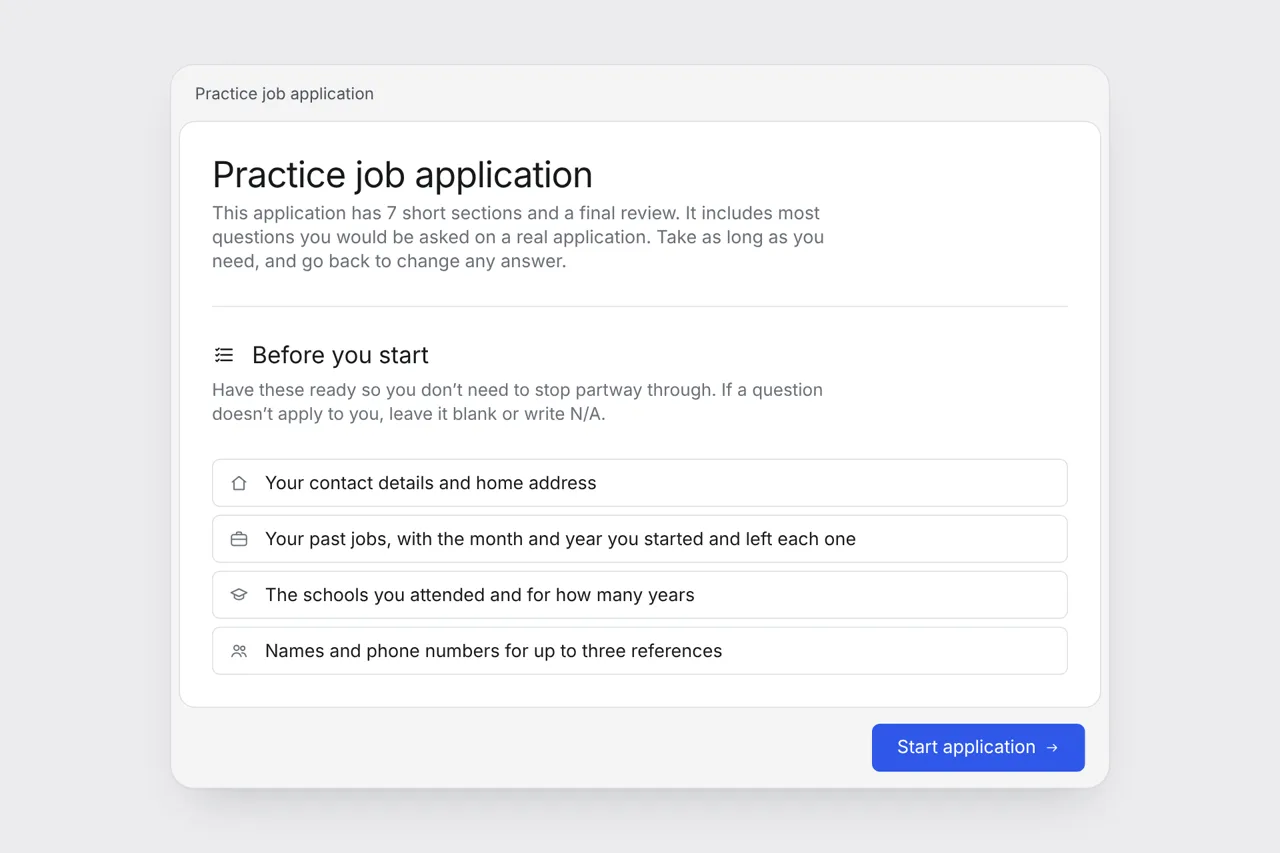 Practice job application
Practice job application
This application has 7 short sections and a final review. It includes most
questions you would be asked on a real application. Take as long as you
need, and go back to change any answer.
Before you start
Have these ready so you don’t need to stop partway through. If a question
doesn’t apply to you, leave it blank or write N/A.
Your contact details and home address
Your past jobs, with the month and year you started and left each one
The schools you attended and for how many years
Names and phone numbers for up to three references
Start application →